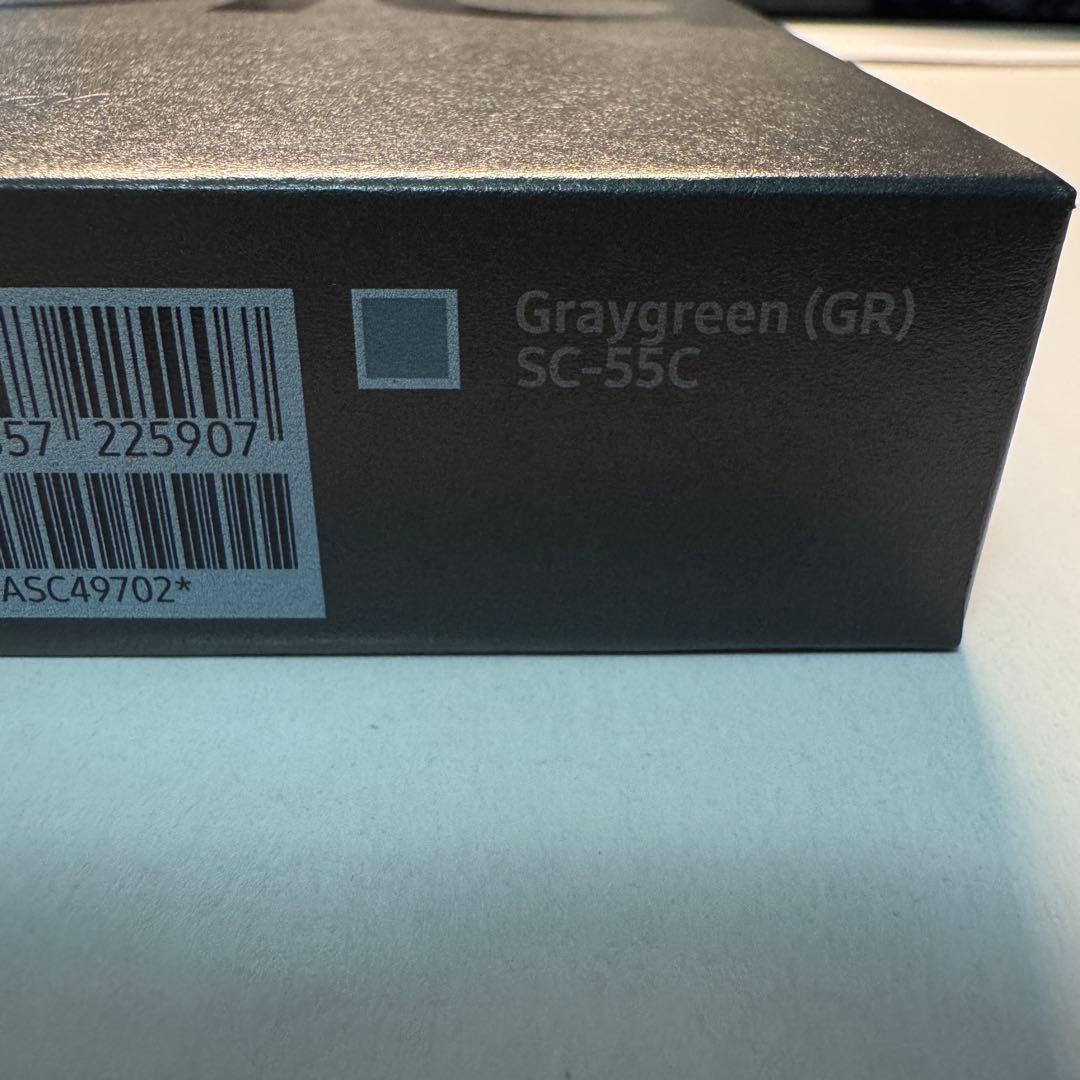 57 225907
ASC49702*
Graygreen (GR)
SC-55C